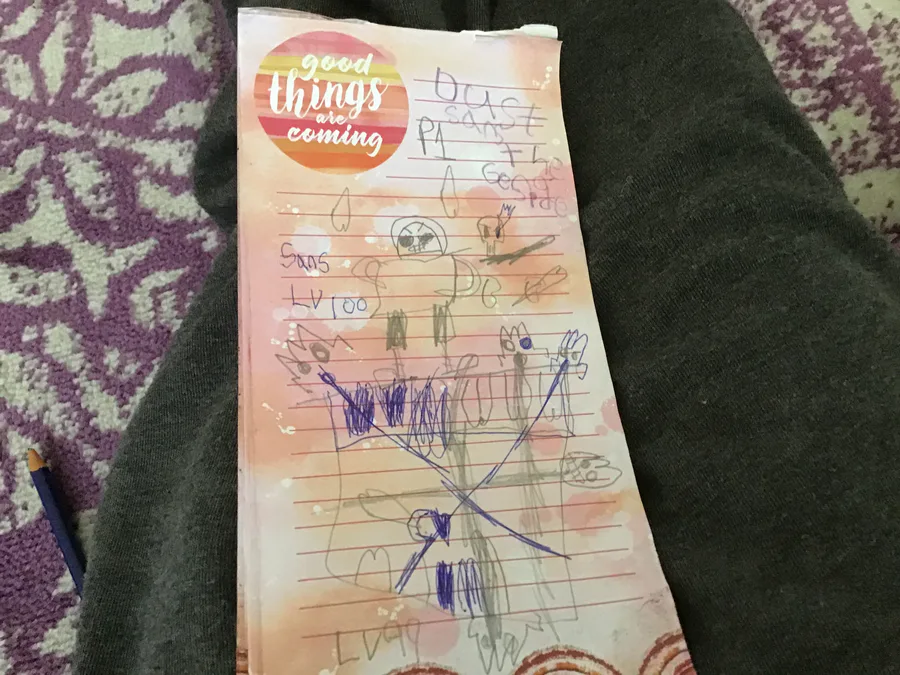 good
things
are
coming
Dust
sans
P1
the
Sans
LV 100
LV 99